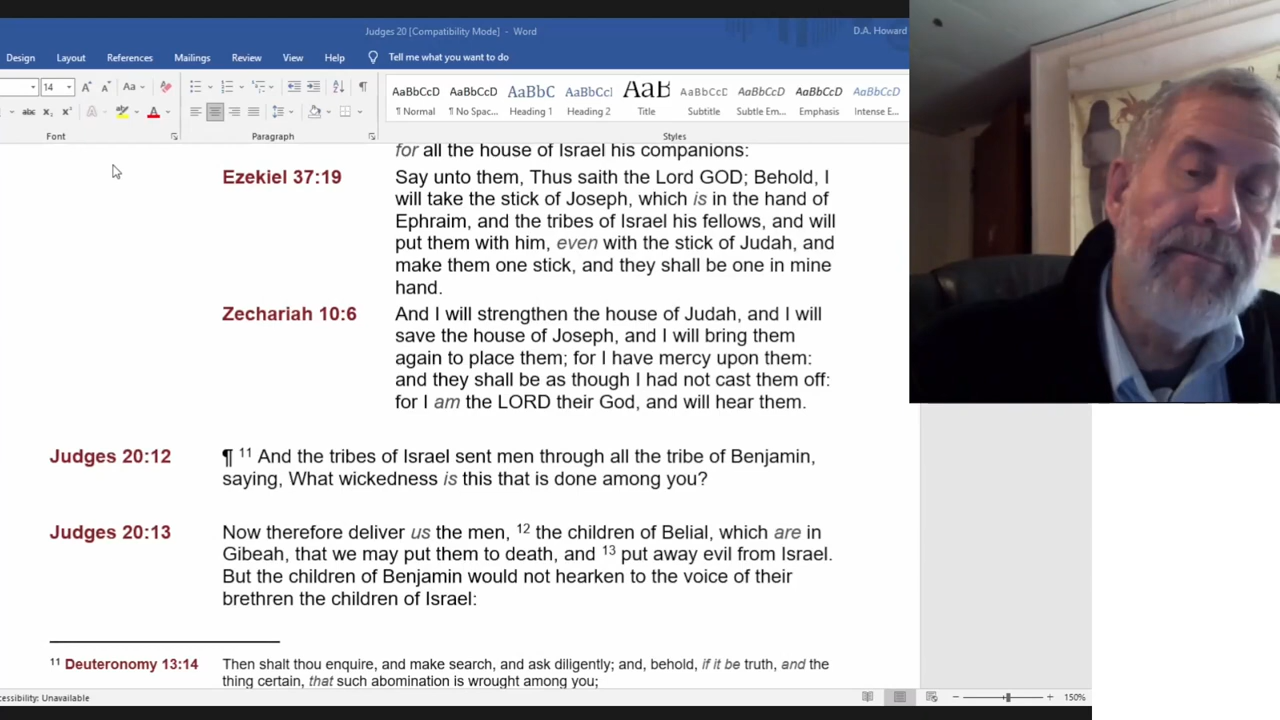 Judges 20 [Compatibility Mode] - Word
D.A. Howard
Design Layout References Mailings Review View Help Tell me what you want to do
14 Aa
AaBbCcD AaBbCcD AaBbC AaBbCcl AaB AaBbCcD AaBbCcD AaBbCcD AaBbCcD
abc X₂ X² A A
¶ Normal ¶ No Spac... Heading 1 Heading 2 Title Subtitle Subtle Em... Emphasis Intense E...
Font Paragraph Styles
for all the house of Israel his companions:
Ezekiel 37:19 Say unto them, Thus saith the Lord GOD; Behold, I
will take the stick of Joseph, which is in the hand of
Ephraim, and the tribes of Israel his fellows, and will
put them with him, even with the stick of Judah, and
make them one stick, and they shall be one in mine
hand.
Zechariah 10:6 And I will strengthen the house of Judah, and I will
save the house of Joseph, and I will bring them
again to place them; for I have mercy upon them:
and they shall be as though I had not cast them off:
for I am the LORD their God, and will hear them.
Judges 20:12 ¶ 11 And the tribes of Israel sent men through all the tribe of Benjamin,
saying, What wickedness is this that is done among you?
Judges 20:13 Now therefore deliver us the men, 12 the children of Belial, which are in
Gibeah, that we may put them to death, and 13 put away evil from Israel.
But the children of Benjamin would not hearken to the voice of their
brethren the children of Israel:
11 Deuteronomy 13:14 Then shalt thou enquire, and make search, and ask diligently; and, behold, if it be truth, and the
thing certain, that such abomination is wrought among you;
cessibility: Unavailable
150%